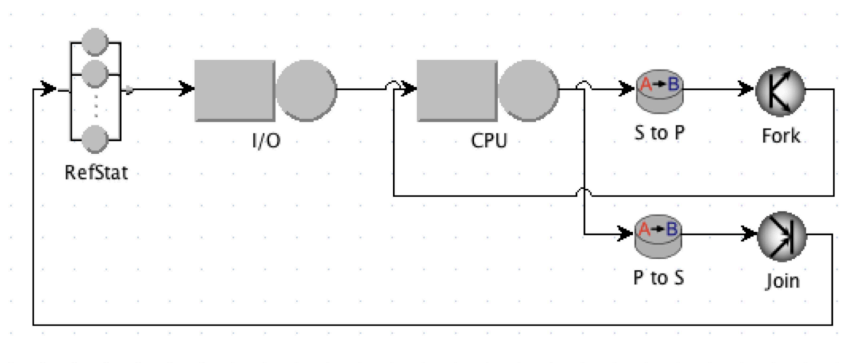 A→B
S to P
Fork
I/O
CPU
RefStat
A→B
P to S
Join